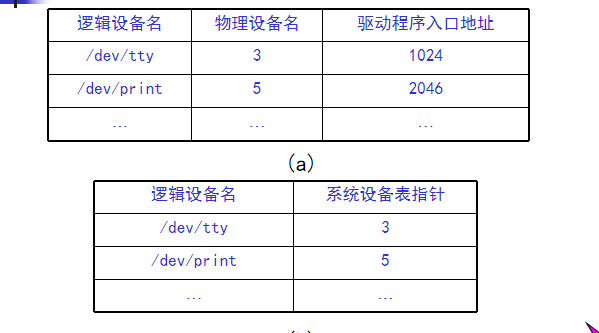 逻辑设备名 物理设备名 驱动程序入口地址
/dev/tty 3 1024
/dev/print 5 2046
… … …
(a)
逻辑设备名 系统设备表指针
/dev/tty 3
/dev/print 5
… …